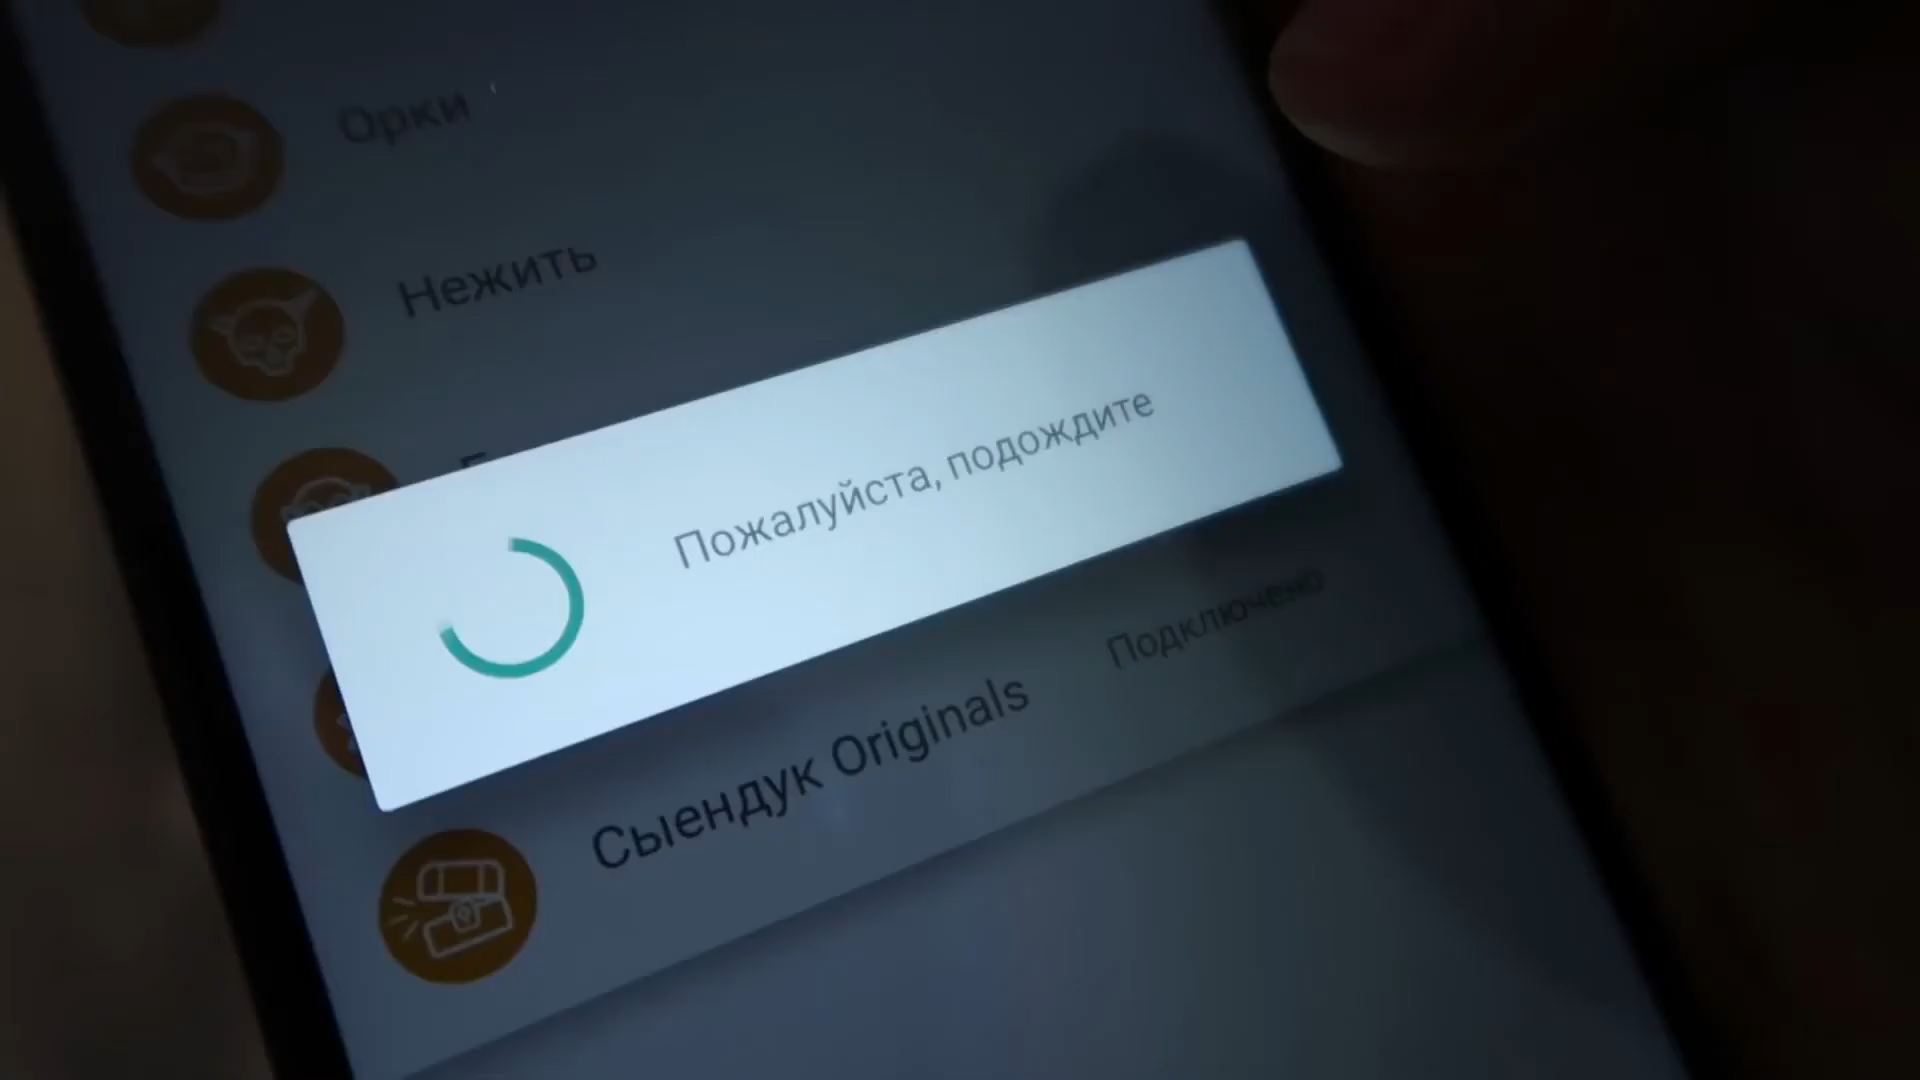 Орки
Нежить
Пожалуйста, подождите
Подключено
Сыендук Originals